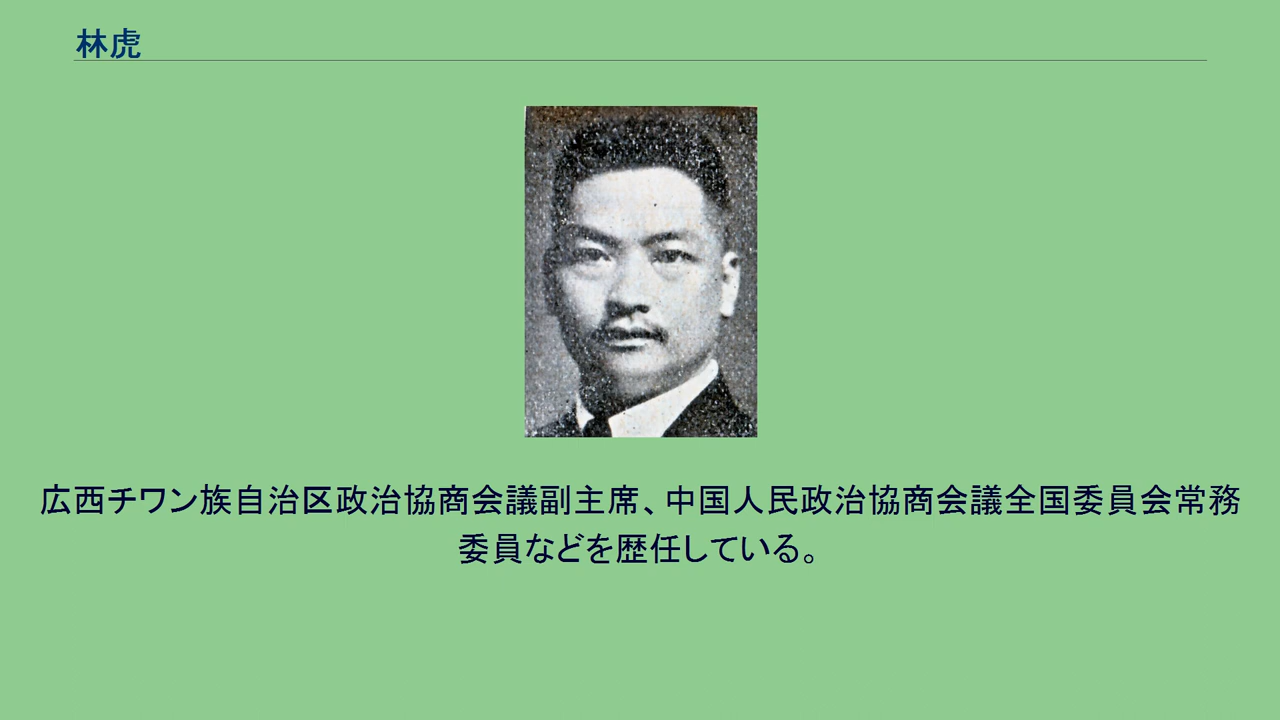 林虎
広西チワン族自治区政治協商会議副主席、中国人民政治協商会議全国委員会常務
委員などを歴任している。